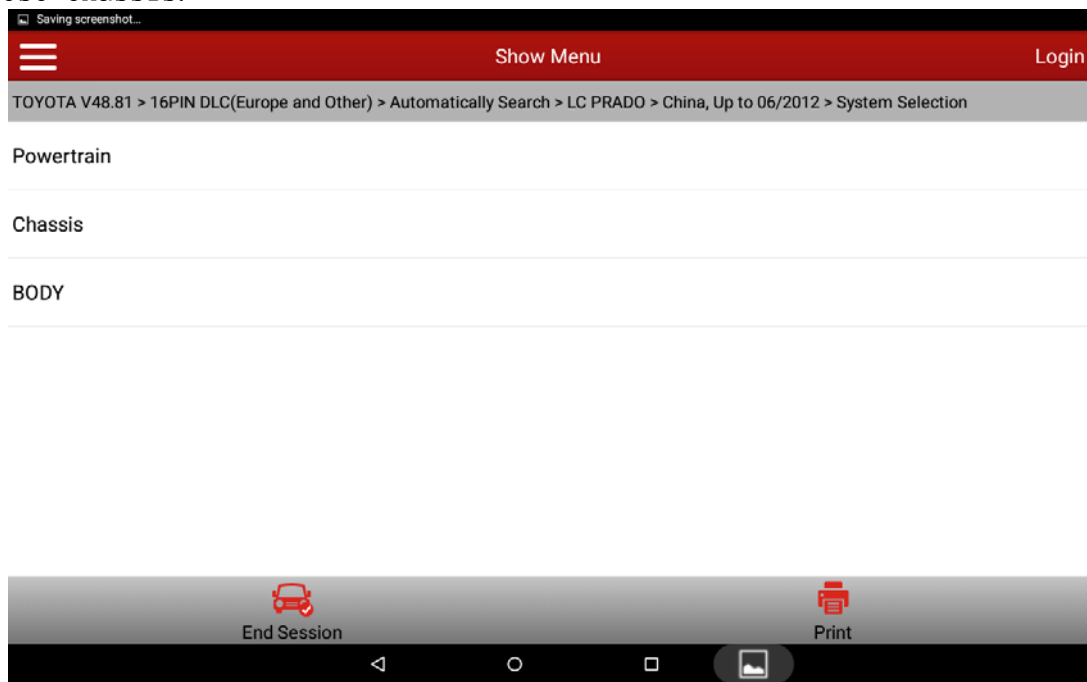 Saving screenshot...
Show Menu
Login
TOYOTA V48.81 > 16PIN DLC(Europe and Other) > Automatically Search > LC PRADO > China, Up to 06/2012 > System Selection
Powertrain
Chassis
BODY
End Session
Print